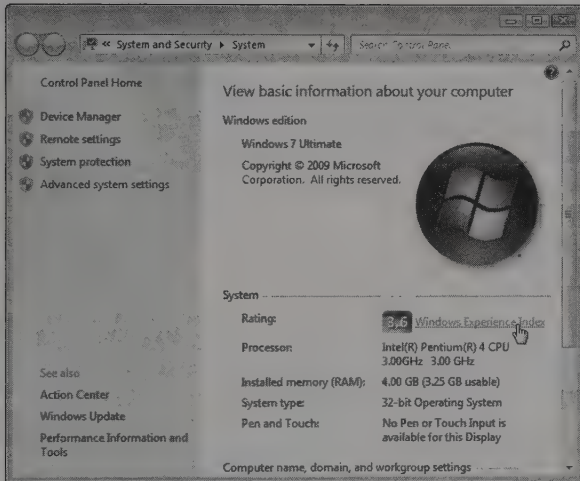 « System and Security ▸ System
Search Control Panel
Control Panel Home
Device Manager
Remote settings
System protection
Advanced system settings
See also
Action Center
Windows Update
Performance Information and
Tools
View basic information about your computer
Windows edition
Windows 7 Ultimate
Copyright © 2009 Microsoft
Corporation. All rights reserved.
System
Rating:
3,6 Windows Experience Index
Processor:
Intel(R) Pentium(R) 4 CPU
3.00GHz 3.00 GHz
Installed memory (RAM):
4.00 GB (3.25 GB usable)
System type:
32-bit Operating System
Pen and Touch:
No Pen or Touch Input is
available for this Display
Computer name, domain, and workgroup settings